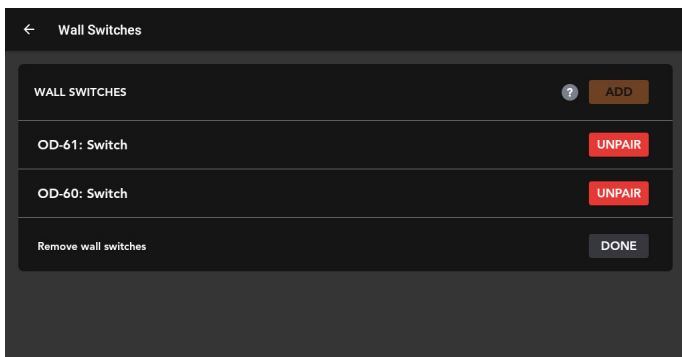 Wall Switches
WALL SWITCHES ? ADD
OD-61: Switch UNPAIR
OD-60: Switch UNPAIR
Remove wall switches DONE